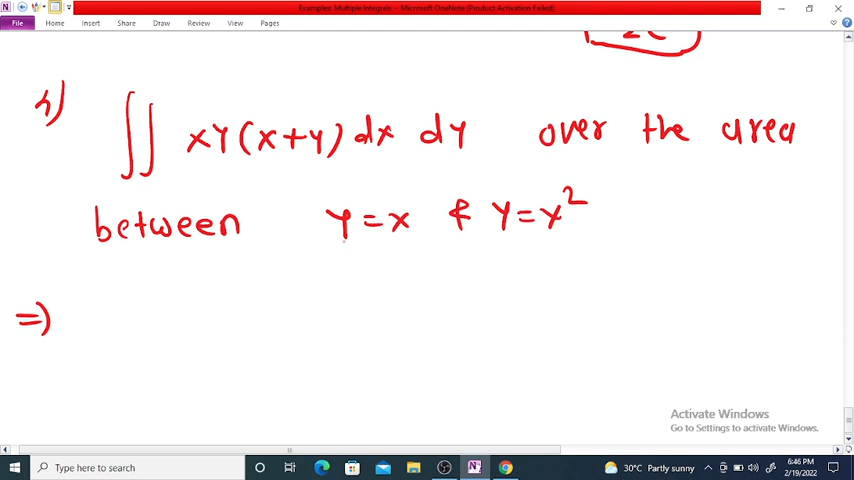 Examples: Multiple Integrals -- Microsoft OneNote (Product Activation Failed)
File Home Insert Share Draw History Review View Pages
4) ∬ xy(x+y) dx dy over the area
between y = x & y = x²
=>
Activate Windows
Go to Settings to activate Windows.
Type here to search
30°C Partly sunny
6:46 PM
2/19/2022